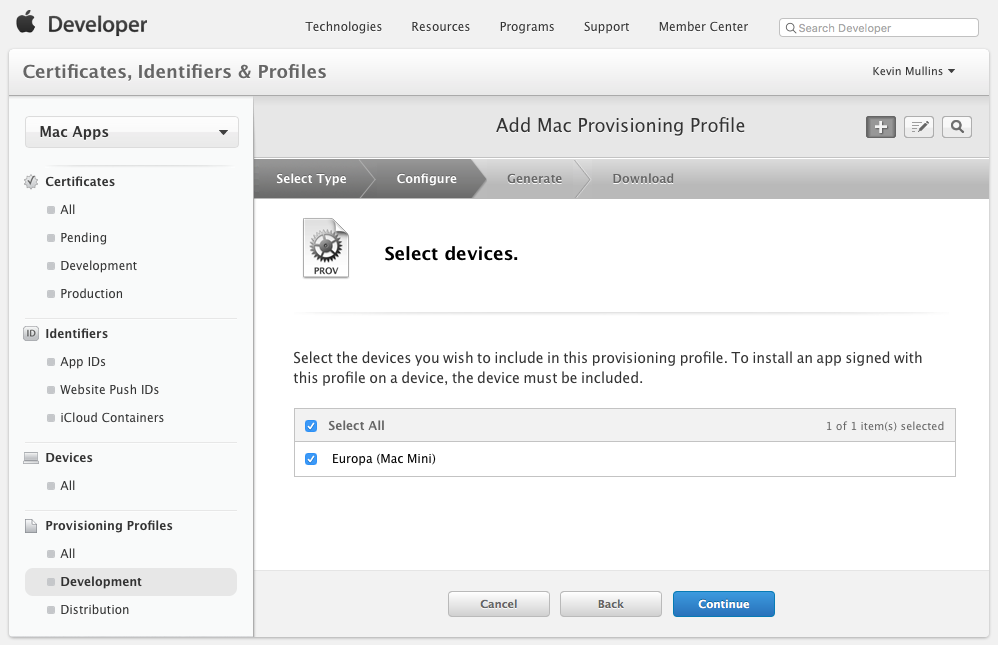 Developer
Technologies
Resources
Programs
Support
Member Center
Search Developer
Certificates, Identifiers & Profiles
Kevin Mullins
Mac Apps
Certificates
All
Pending
Development
Production
ID
Identifiers
App IDs
Website Push IDs
iCloud Containers
Devices
All
Provisioning Profiles
All
Development
Distribution
Add Mac Provisioning Profile
Select Type
Configure
Generate
Download
PROV
Select devices.
Select the devices you wish to include in this provisioning profile. To install an app signed with
this profile on a device, the device must be included.
Select All
1 of 1 item(s) selected
Europa (Mac Mini)
Cancel
Back
Continue